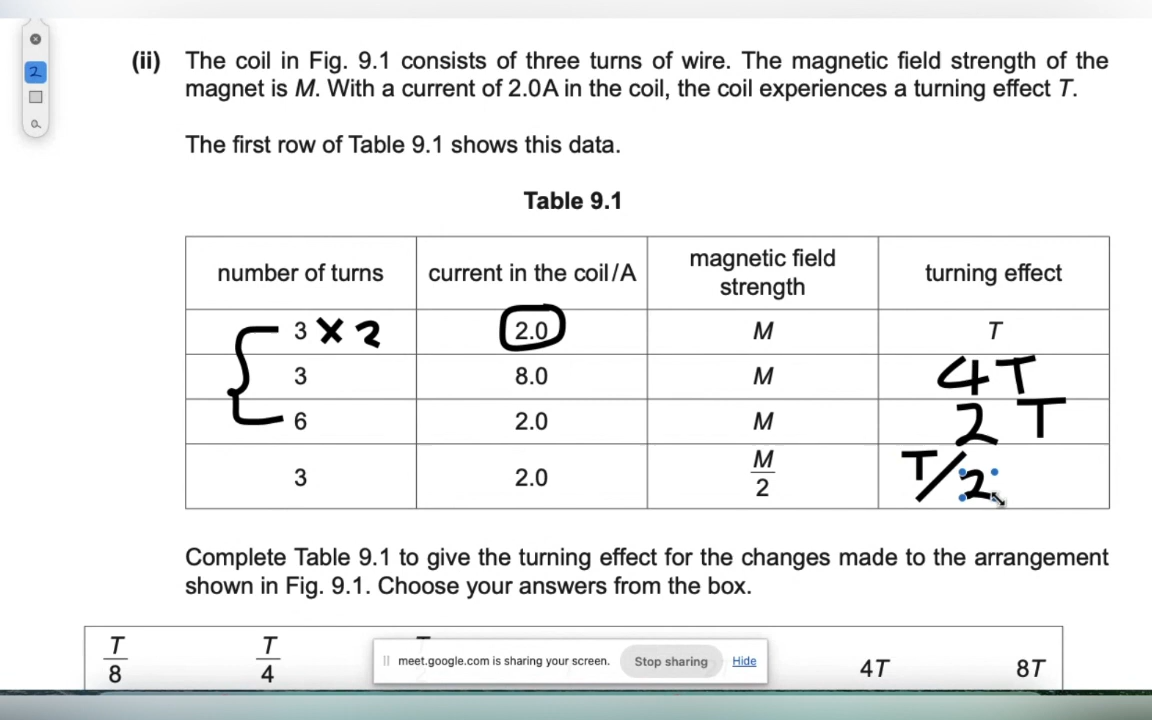 2
(ii) The coil in Fig. 9.1 consists of three turns of wire. The magnetic field strength of the
magnet is M. With a current of 2.0A in the coil, the coil experiences a turning effect T.
The first row of Table 9.1 shows this data.
Table 9.1
number of turns current in the coil/A magnetic field strength turning effect
3 × 2 2.0 M T
3 8.0 M 4T
6 2.0 M 2T
3 2.0 M/2 T/2
Complete Table 9.1 to give the turning effect for the changes made to the arrangement
shown in Fig. 9.1. Choose your answers from the box.
T/8 T/4 4T 8T
meet.google.com is sharing your screen. Stop sharing Hide